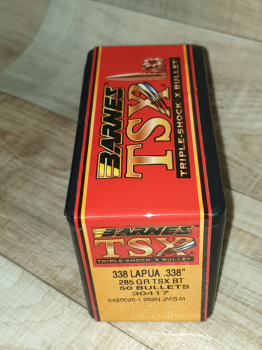 BARNES
TSX
TRIPLE-SHOCK X BULLET
BARNES
TSX
TRIPLE-SHOCK X BULLET
338 LAPUA .338"
285 GR TSX BT
50 BULLETS
30417